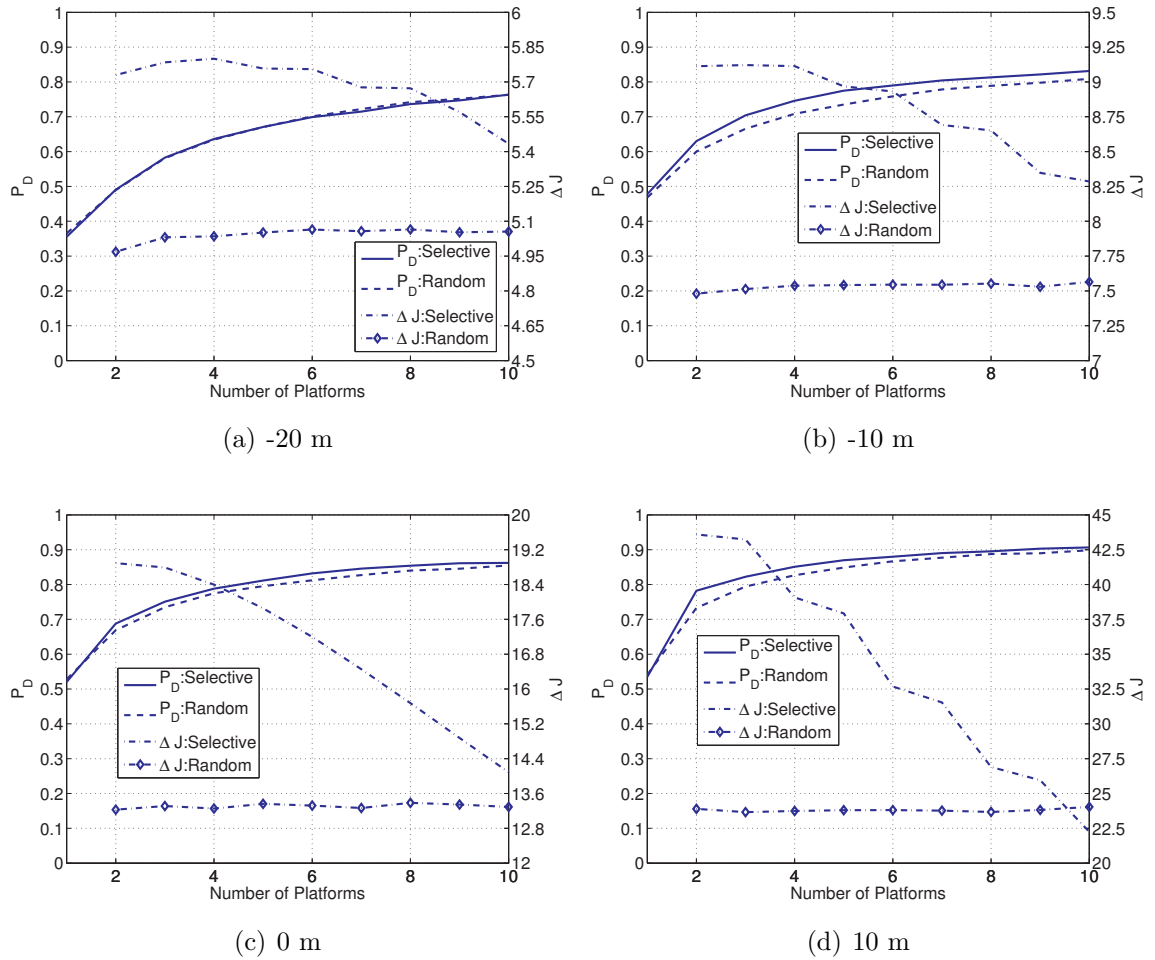 1
0.9
0.8
0.7
0.6
0.5
0.4
0.3
0.2
0.1
0
P_D
6
5.85
5.7
5.55
5.4
5.25
5.1
4.95
4.8
4.65
4.5
Δ J
2 4 6 8 10
Number of Platforms
P_D:Selective
P_D:Random
Δ J:Selective
Δ J:Random
(a) -20 m
1
0.9
0.8
0.7
0.6
0.5
0.4
0.3
0.2
0.1
0
P_D
9.5
9.25
9
8.75
8.5
8.25
8
7.75
7.5
7.25
7
Δ J
2 4 6 8 10
Number of Platforms
P_D:Selective
P_D:Random
Δ J:Selective
Δ J:Random
(b) -10 m
1
0.9
0.8
0.7
0.6
0.5
0.4
0.3
0.2
0.1
0
P_D
20
19.2
18.4
17.6
16.8
16
15.2
14.4
13.6
12.8
12
Δ J
2 4 6 8 10
Number of Platforms
P_D:Selective
P_D:Random
Δ J:Selective
Δ J:Random
(c) 0 m
1
0.9
0.8
0.7
0.6
0.5
0.4
0.3
0.2
0.1
0
P_D
45
42.5
40
37.5
35
32.5
30
27.5
25
22.5
20
Δ J
2 4 6 8 10
Number of Platforms
P_D:Selective
P_D:Random
Δ J:Selective
Δ J:Random
(d) 10 m